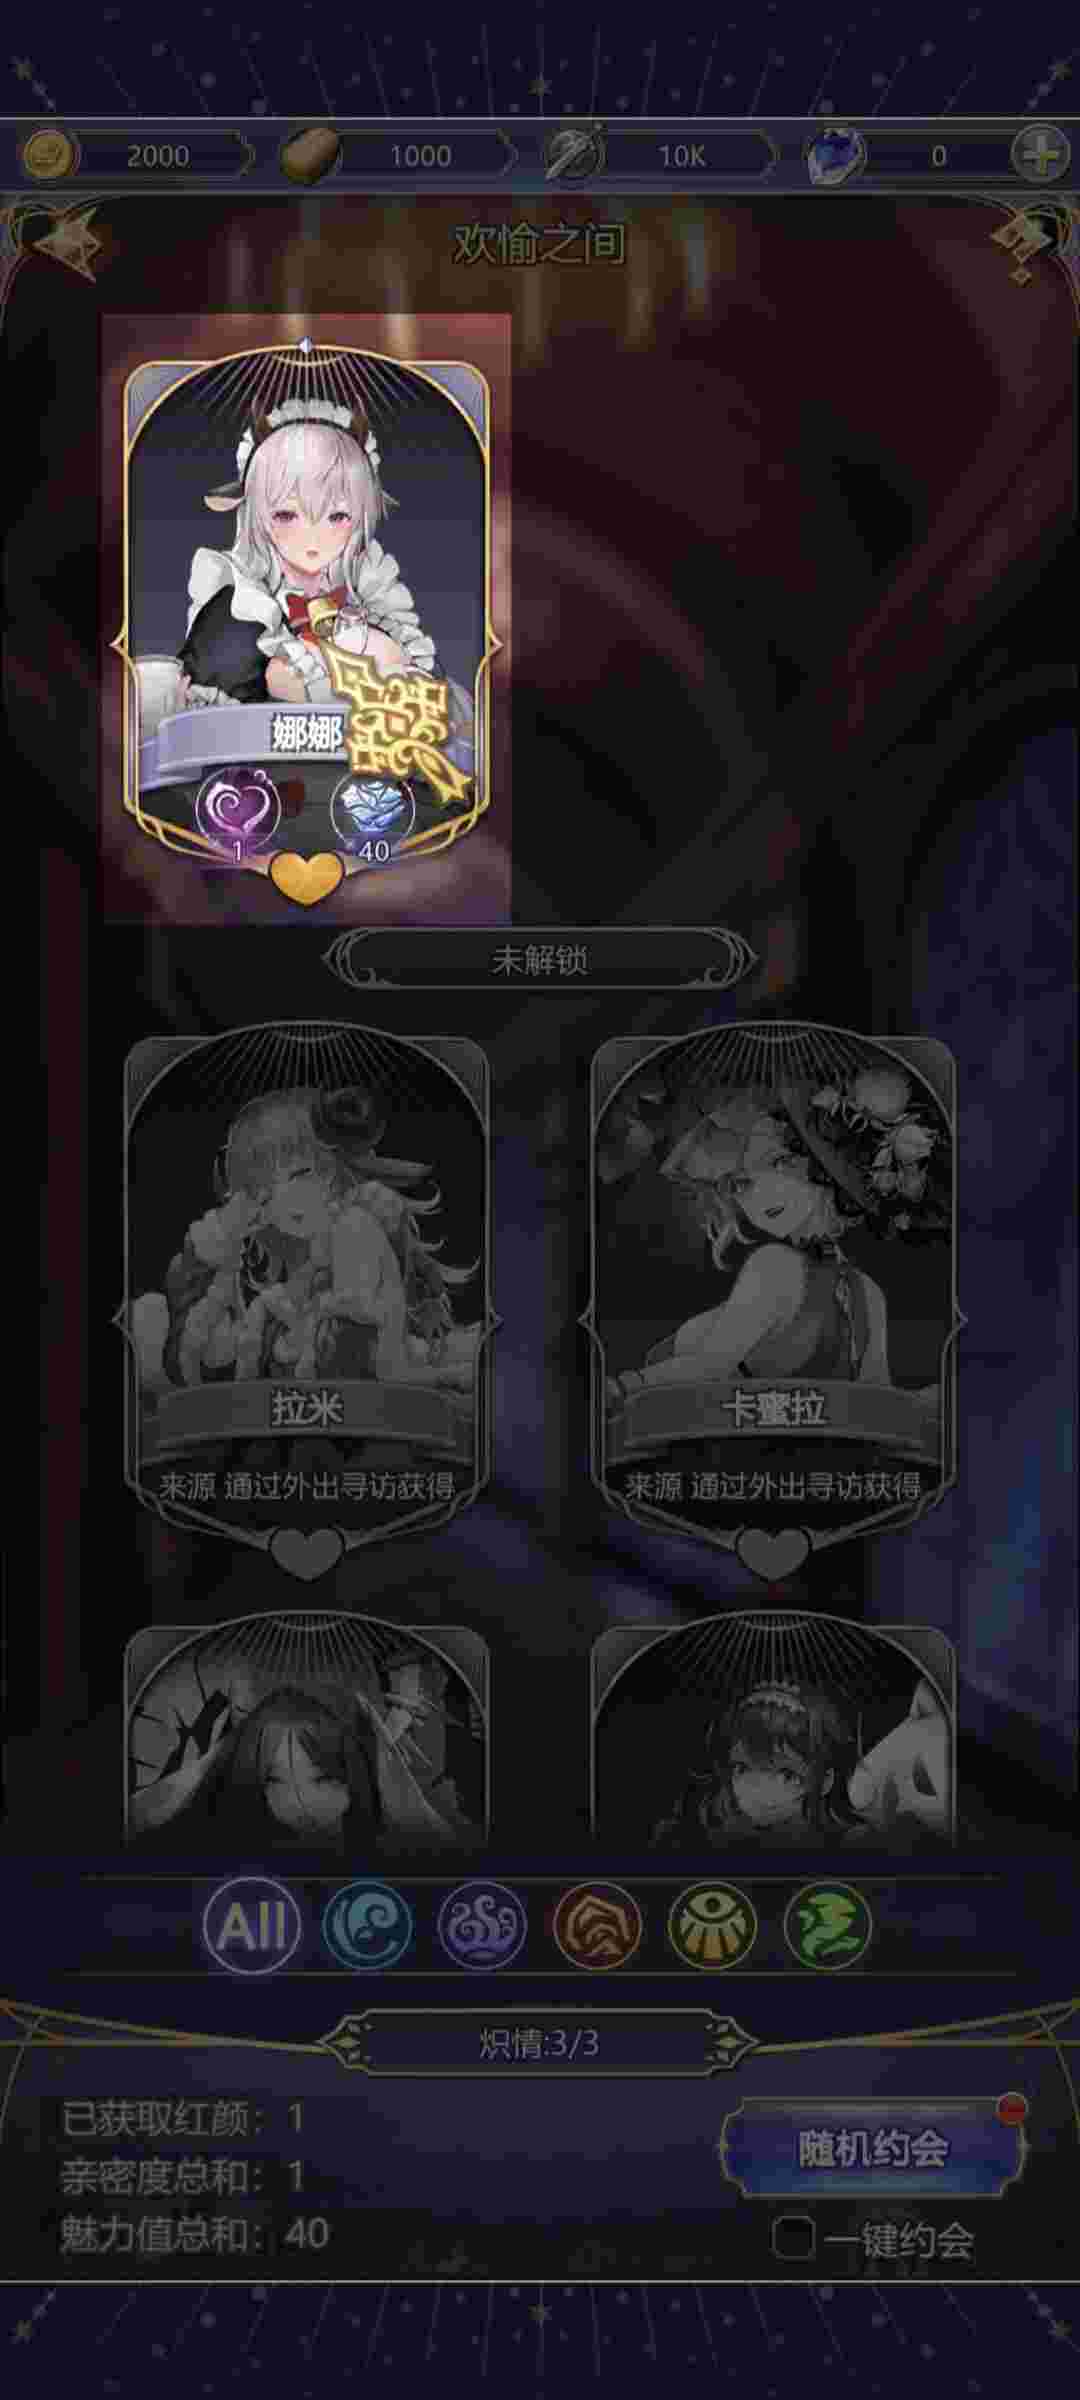 2000 1000 10K 0
欢愉之间
娜娜
1 40
未解锁
拉米 卡蜜拉
来源 通过外出寻访获得 来源 通过外出寻访获得
All
炽情:3/3
已获取红颜：1
亲密度总和：1
魅力值总和：40
随机约会
一键约会